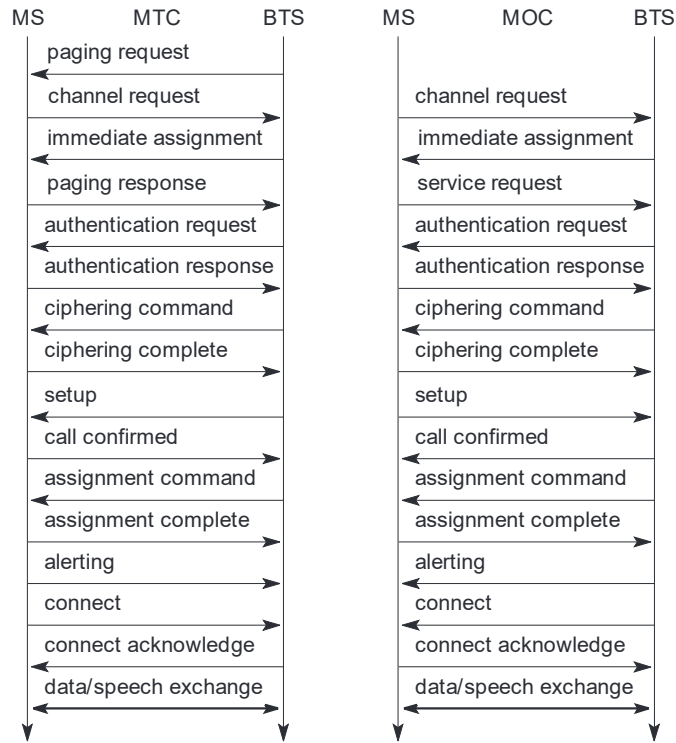 MS MTC BTS MS MOC BTS
paging request
channel request channel request
immediate assignment immediate assignment
paging response service request
authentication request authentication request
authentication response authentication response
ciphering command ciphering command
ciphering complete ciphering complete
setup setup
call confirmed call confirmed
assignment command assignment command
assignment complete assignment complete
alerting alerting
connect connect
connect acknowledge connect acknowledge
data/speech exchange data/speech exchange